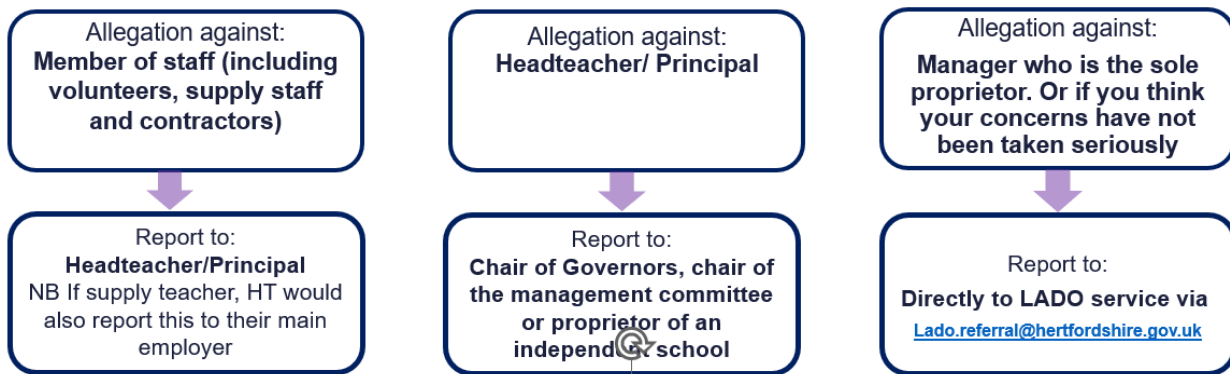 Allegation against:
Member of staff (including
volunteers, supply staff
and contractors)
Report to:
Headteacher/Principal
NB If supply teacher, HT would
also report this to their main
employer
Allegation against:
Headteacher/ Principal
Report to:
Chair of Governors, chair of
the management committee
or proprietor of an
independent school
Allegation against:
Manager who is the sole
proprietor. Or if you think
your concerns have not
been taken seriously
Report to:
Directly to LADO service via
Lado.referral@hertfordshire.gov.uk